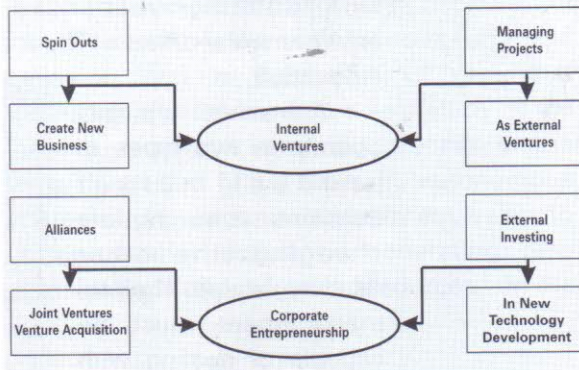 Spin Outs
Managing
Projects
Create New
Business
Internal
Ventures
As External
Ventures
Alliances
External
Investing
Joint Ventures
Venture Acquisition
Corporate
Entrepreneurship
In New
Technology
Development